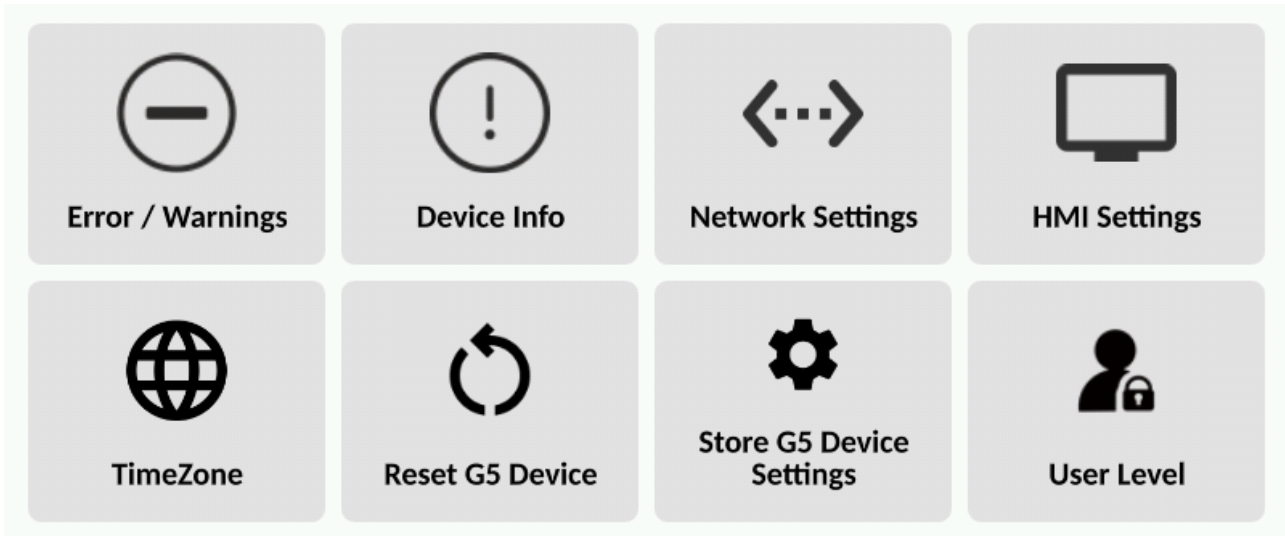 Error / Warnings
Device Info
Network Settings
HMI Settings
TimeZone
Reset G5 Device
Store G5 Device
Settings
User Level